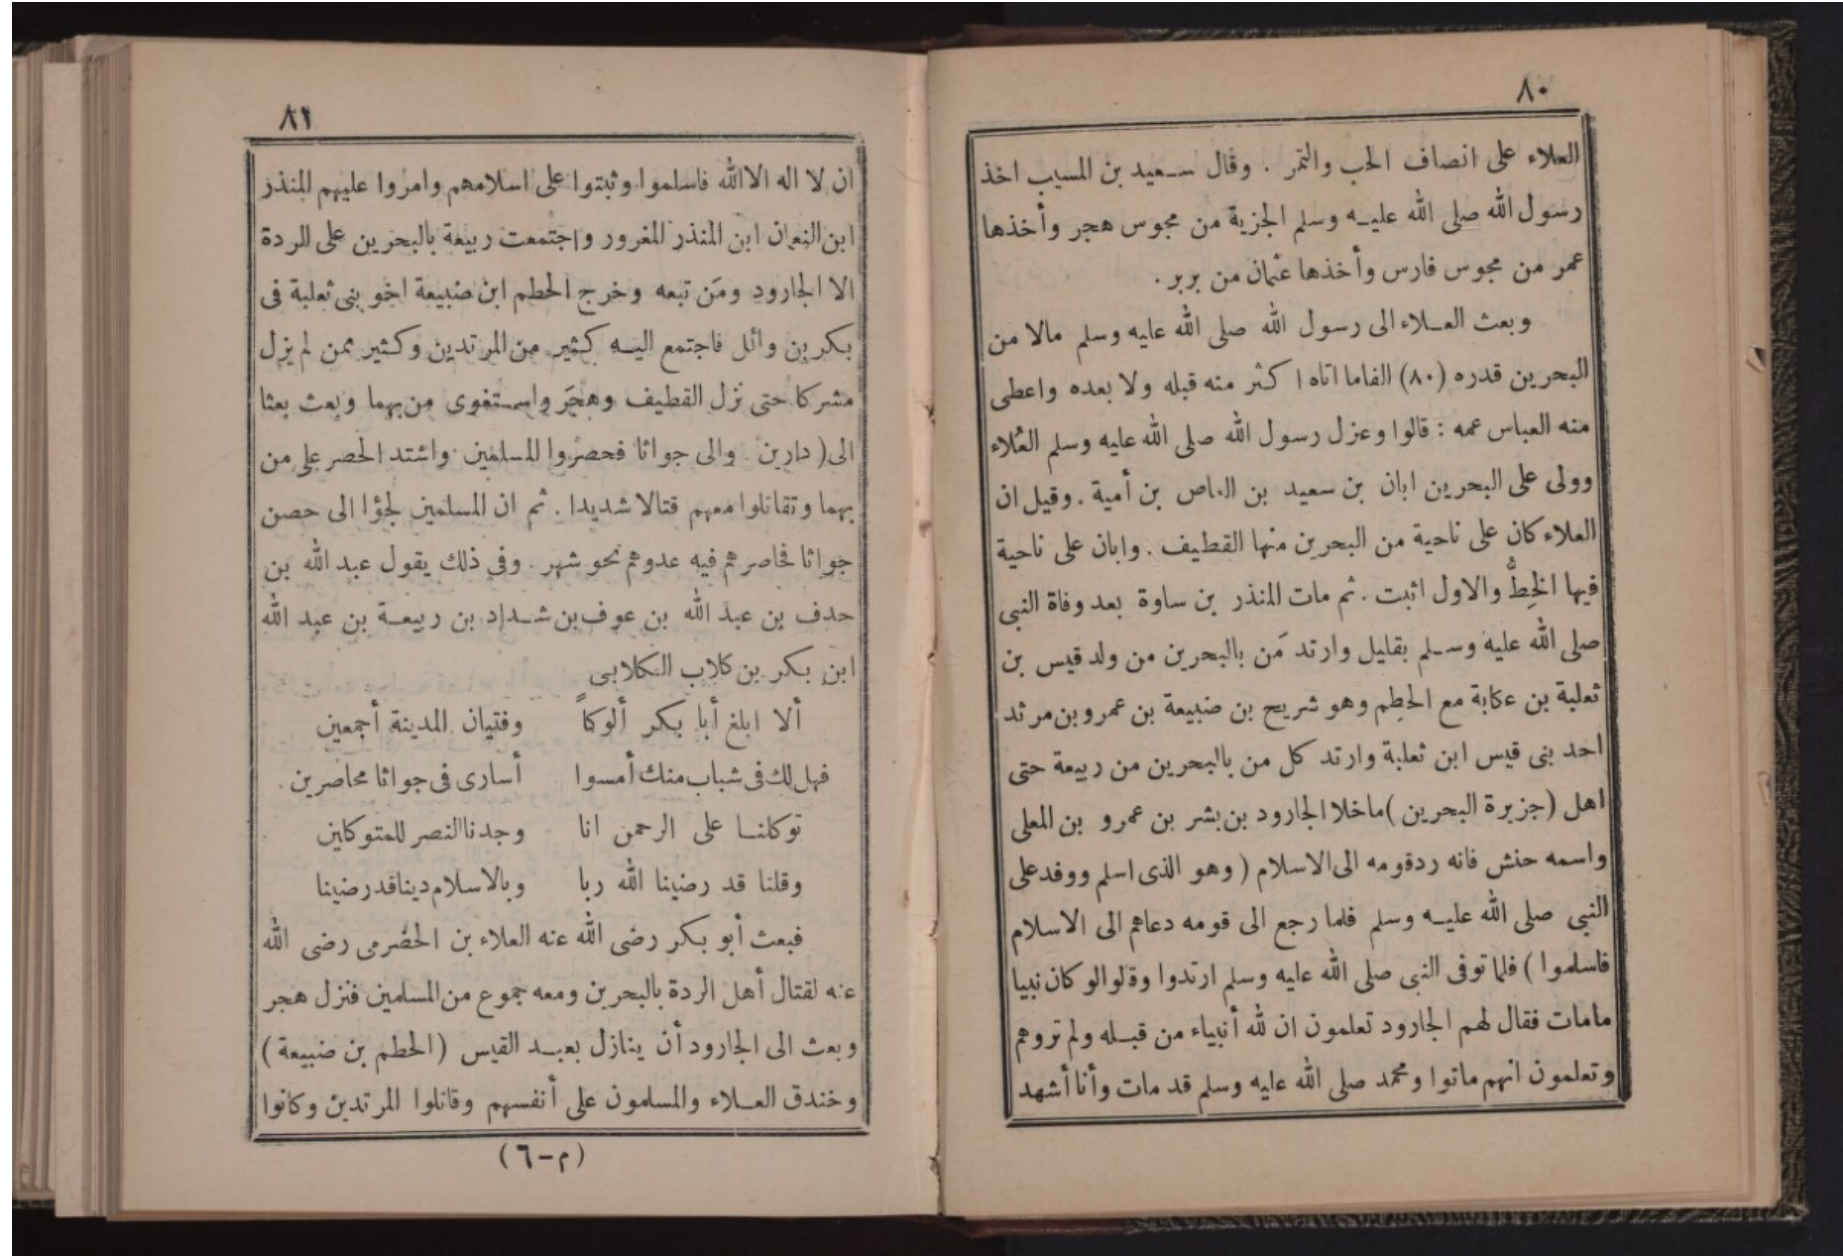 ٨٠
العلاء على انصاف الحب والتمر . وقال سعيد بن المسيب اخذ
رسول الله صلى الله عليه وسلم الجزية من مجوس هجر وأخذها
عمر من مجوس فارس وأخذها عثمان من بربر .
وبعث العلاء الى رسول الله صلى الله عليه وسلم مالا من
البحرين قدره (٨٠) الفاما اتاه اكثر منه قبله ولا بعده واعطى
منه العباس عمه : قالوا وعزل رسول الله صلى الله عليه وسلم العلاء
وولى على البحرين ابان بن سعيد بن العاص بن أمية . وقيل ان
العلاء كان على ناحية من البحرين منها القطيف . وابان على ناحية
فيها الخِطُّ والاول اثبت . ثم مات المنذر بن ساوة بعد وفاة النبى
صلى الله عليه وسلم بقليل وارتد مَن بالبحرين من ولد قيس بن
ثعلبة بن عكابة مع الحطِم وهو شريح بن ضبيعة بن عمرو بن مرثد
احد بنى قيس ابن ثعلبة وارتد كل من بالبحرين من ربيعة حتى
اهل (جزيرة البحرين) ماخلا الجارود بن بشر بن عمرو بن المعلى
واسمه حنش فانه ردقومه الى الاسلام ( وهو الذى اسلم ووفد على
النبى صلى الله عليه وسلم فلما رجع الى قومه دعاهم الى الاسلام
فاسلموا ) فلما توفى النبى صلى الله عليه وسلم ارتدوا وقالوا لو كان نبيا
مامات فقال لهم الجارود تعلمون ان لله أنبياء من قبله ولم تروهم
وتعلمون انهم ماتوا ومحمد صلى الله عليه وسلم قد مات وأنا أشهد
٨١
ان لا اله الا الله فاسلموا وثبتوا على اسلامهم وامروا عليهم المنذر
ابن النعمان ابن المنذر المغرور واجتمعت ربيعة بالبحرين على الردة
الا الجارود ومَن تبعه وخرج الحطم ابن ضبيعة اخو بنى ثعلبة فى
بكر بن وائل فاجتمع اليه كثير من المرتدين وكثير ممن لم يزل
مشركا حتى نزل القطيف وهجَر واستغوى من بهما وبعث بعثا
الى ( دارين . والى جواثا فحصروا المسلمين واشتد الحصر على من
بهما وتقاتلوا معهم قتالا شديدا . ثم ان المسلمين لجؤا الى حصن
جواثا فحاصرهم فيه عدوهم نحو شهر . وفى ذلك يقول عبد الله بن
حدف بن عبد الله بن عوف بن شداد بن ربيعة بن عبد الله
ابن بكر بن كلاب الكلابى
ألا ابلغ أبا بكر ألوكاً وفتيان المدينة أجمعين
فهل لك فى شباب منك أمسوا أسارى فى جواثا محاصرين .
توكلنا على الرحمن انا وجدنا النصر للمتوكلين
وقلنا قد رضينا الله ربا وبالاسلام دينا قد رضينا
فبعث أبو بكر رضى الله عنه العلاء بن الحضرمى رضى الله
عنه لقتال أهل الردة بالبحرين ومعه جموع من المسلمين فنزل هجر
وبعث الى الجارود أن ينازل بعبد القيس ( الحطم بن ضبيعة )
وخندق العلاء والمسلمون على أنفسهم وقاتلوا المرتدين وكانوا
(م-٦)